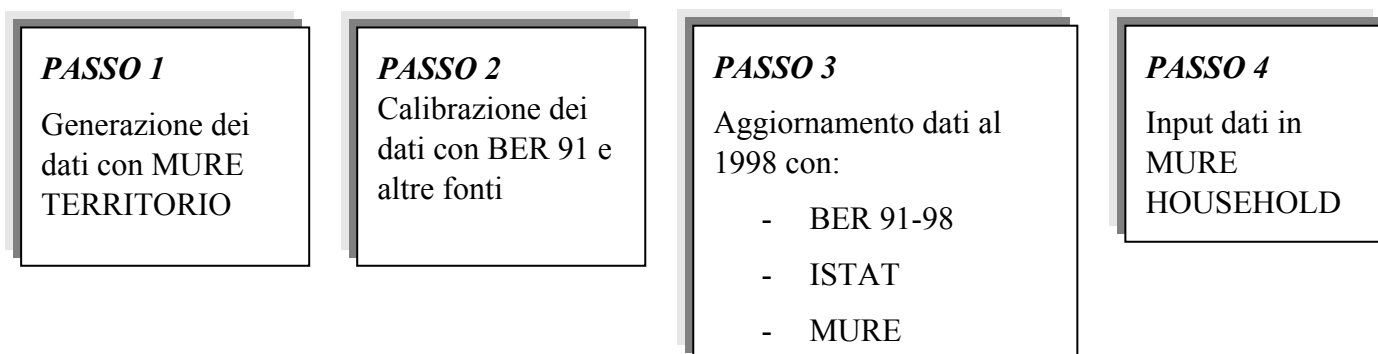 PASSO 1
Generazione dei
dati con MURE
TERRITORIO
PASSO 2
Calibrazione dei
dati con BER 91 e
altre fonti
PASSO 3
Aggiornamento dati al
1998 con:
- BER 91-98
- ISTAT
- MURE
PASSO 4
Input dati in
MURE
HOUSEHOLD